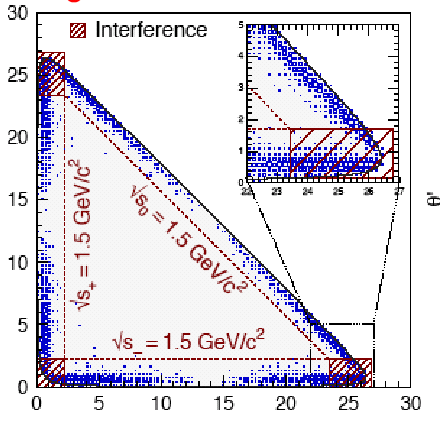 30
25
20
15
10
5
0
Interference
5
4
3
2
1
0
22 23 24 25 26 27
√s₊ = 1.5 GeV/c²
√s₀ = 1.5 GeV/c²
√s₋ = 1.5 GeV/c²
θ'
0 5 10 15 20 25 30